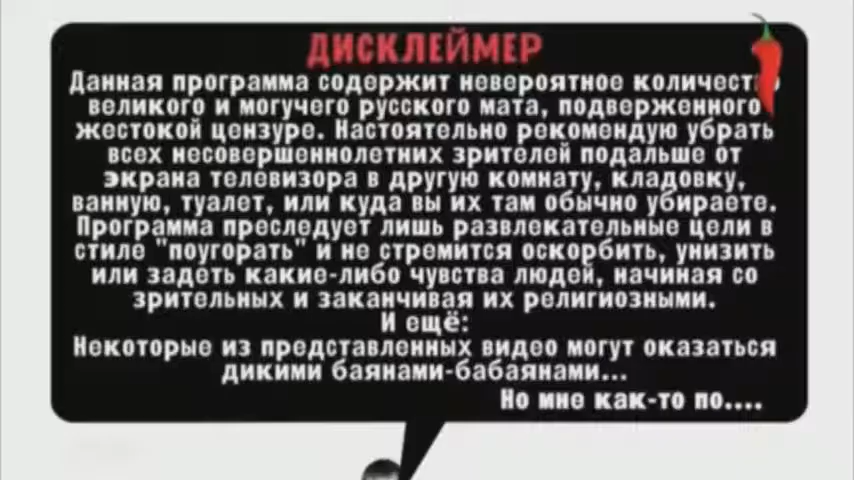 ДИСКЛЕЙМЕР
Данная программа содержит невероятное количество
великого и могучего русского мата, подверженного
жестокой цензуре. Настоятельно рекомендую убрать
всех несовершеннолетних зрителей подальше от
экрана телевизора в другую комнату, кладовку,
ванную, туалет, или куда вы их там обычно убираете.
Программа преследует лишь развлекательные цели в
стиле "поугорать" и не стремится оскорбить, унизить
или задеть какие-либо чувства людей, начиная со
зрительных и заканчивая их религиозными.
И ещё:
Некоторые из представленных видео могут оказаться
дикими баянами-бабаянами...
Но мне как-то по....